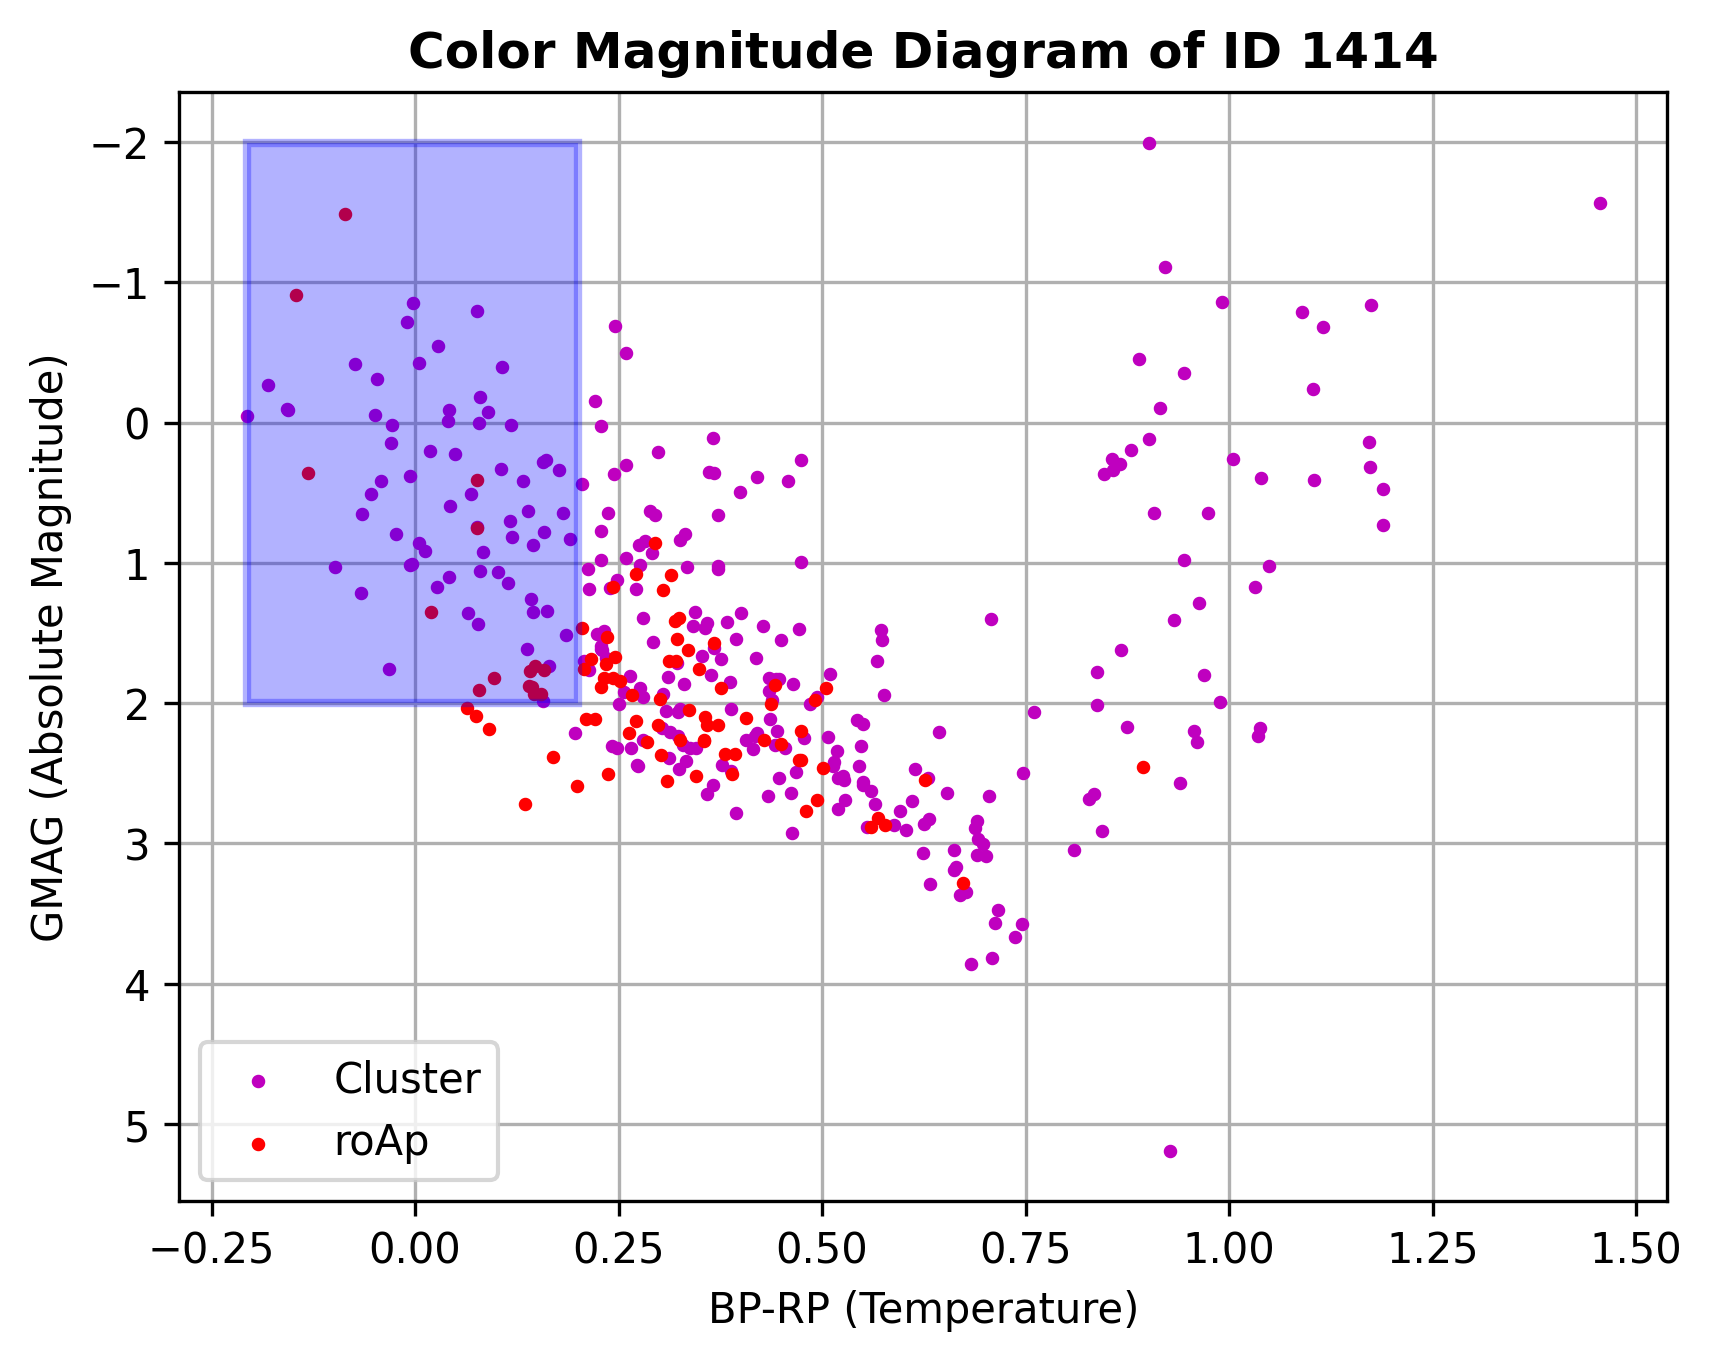 Color Magnitude Diagram of ID 1414
GMAG (Absolute Magnitude)
−2
−1
0
1
2
3
4
5
Cluster
roAp
−0.25 0.00 0.25 0.50 0.75 1.00 1.25 1.50
BP-RP (Temperature)